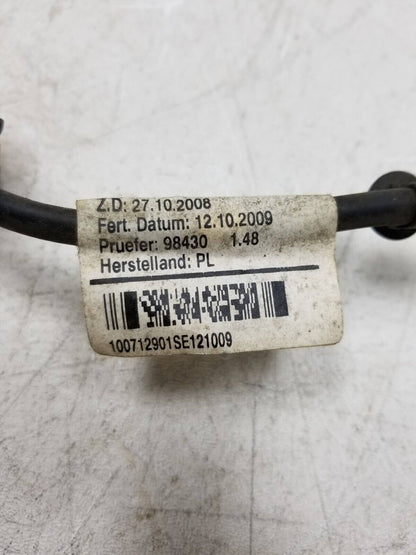 Z.D: 27.10.2008
Fert. Datum: 12.10.2009
Pruefer: 98430 1.48
Herstelland: PL
100712901SE121009